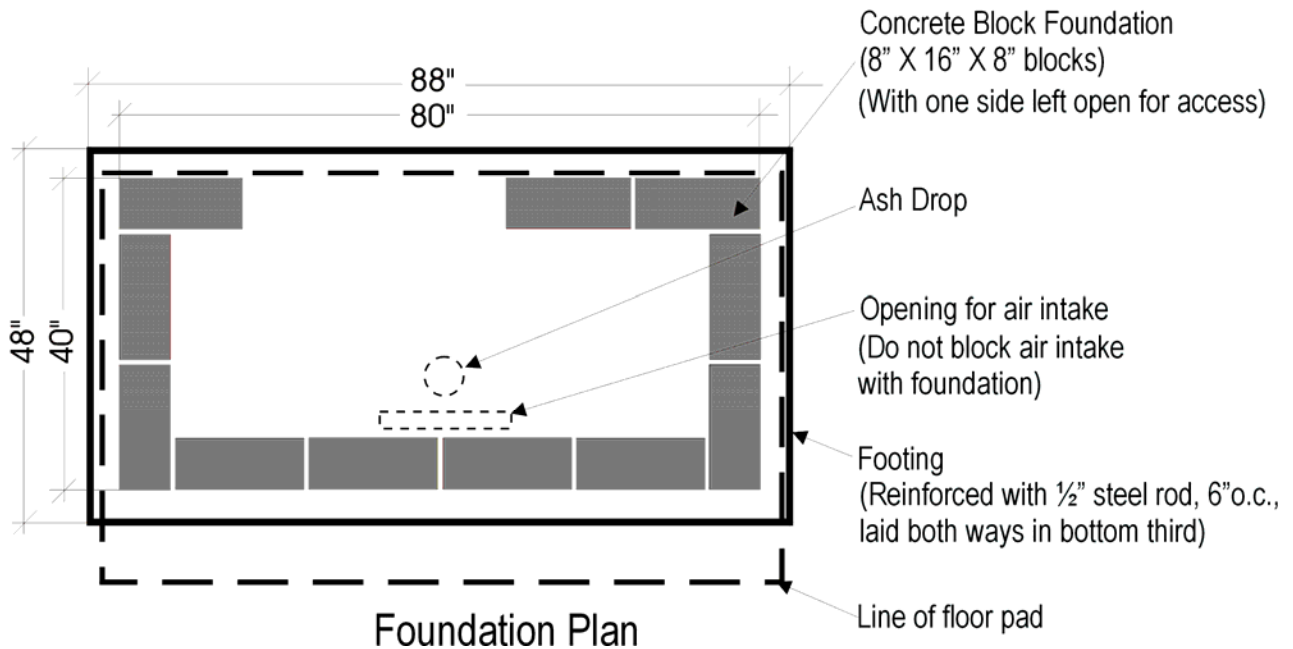 88"
80"
48"
40"
Concrete Block Foundation
(8” X 16” X 8” blocks)
(With one side left open for access)
Ash Drop
Opening for air intake
(Do not block air intake
with foundation)
Footing
(Reinforced with ½” steel rod, 6”o.c.,
laid both ways in bottom third)
Line of floor pad
Foundation Plan